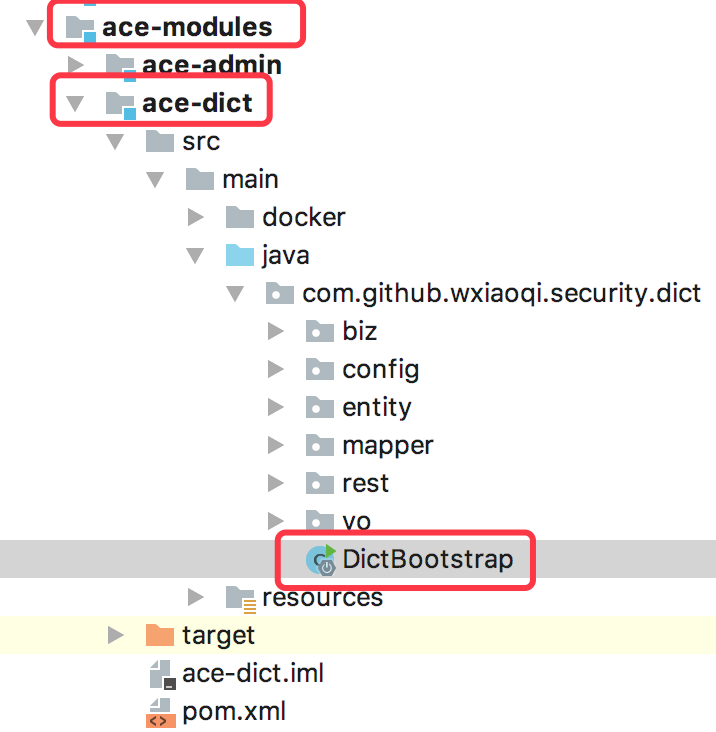 ace-modules
ace-admin
ace-dict
src
main
docker
java
com.github.wxiaoqi.security.dict
biz
config
entity
mapper
rest
vo
DictBootstrap
resources
target
ace-dict.iml
pom.xml